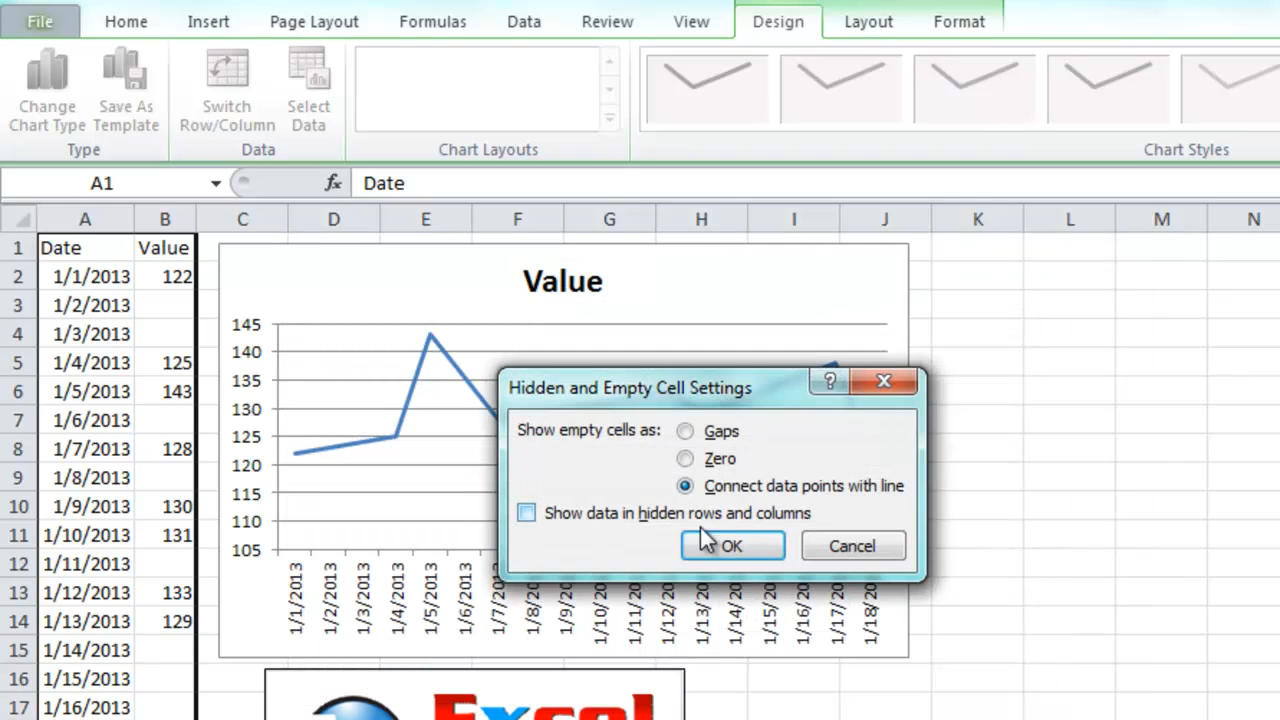 File Home Insert Page Layout Formulas Data Review View Design Layout Format
Change Chart Type
Save As Template
Switch Row/Column
Select Data
Type Data Chart Layouts Chart Styles
A1 fx Date
A B C D E F G H I J K L M N
1 Date Value
2 1/1/2013 122
3 1/2/2013
4 1/3/2013
5 1/4/2013 125
6 1/5/2013 143
7 1/6/2013
8 1/7/2013 128
9 1/8/2013
10 1/9/2013 130
11 1/10/2013 131
12 1/11/2013
13 1/12/2013 133
14 1/13/2013 129
15 1/14/2013
16 1/15/2013
17 1/16/2013
Value
145
140
135
130
125
120
115
110
105
1/1/2013 1/2/2013 1/3/2013 1/4/2013 1/5/2013 1/6/2013
Hidden and Empty Cell Settings
?
Show empty cells as: Gaps
Zero
Connect data points with line
Show data in hidden rows and columns
OK Cancel
Excel